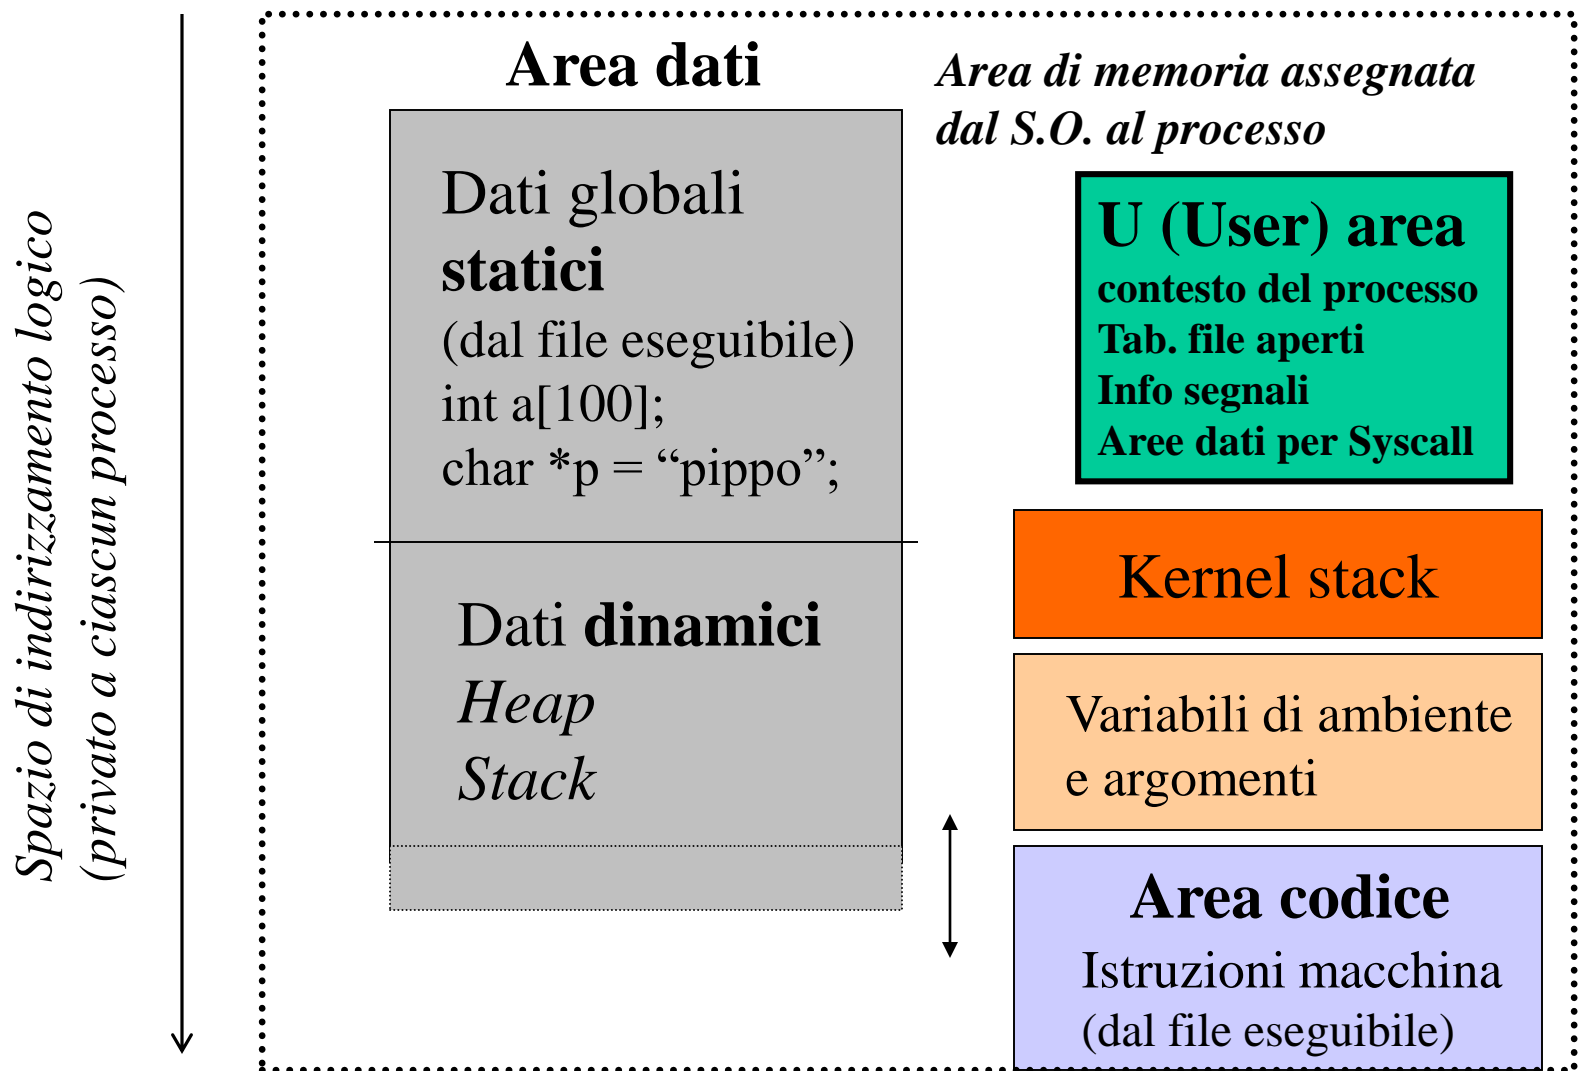 Spazio di indirizzamento logico
(privato a ciascun processo)
Area dati
Dati globali
statici
(dal file eseguibile)
int a[100];
char *p = “pippo”;
Dati dinamici
Heap
Stack
Area di memoria assegnata
dal S.O. al processo
U (User) area
contesto del processo
Tab. file aperti
Info segnali
Aree dati per Syscall
Kernel stack
Variabili di ambiente
e argomenti
Area codice
Istruzioni macchina
(dal file eseguibile)